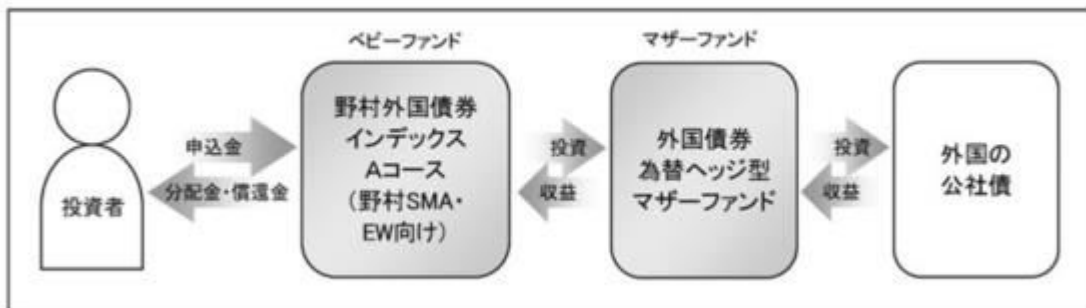 ベビーファンド
マザーファンド
投資者
申込金
分配金・償還金
野村外国債券
インデックス
Aコース
(野村SMA・
EW向け)
投資
収益
外国債券
為替ヘッジ型
マザーファンド
投資
収益
外国の
公社債